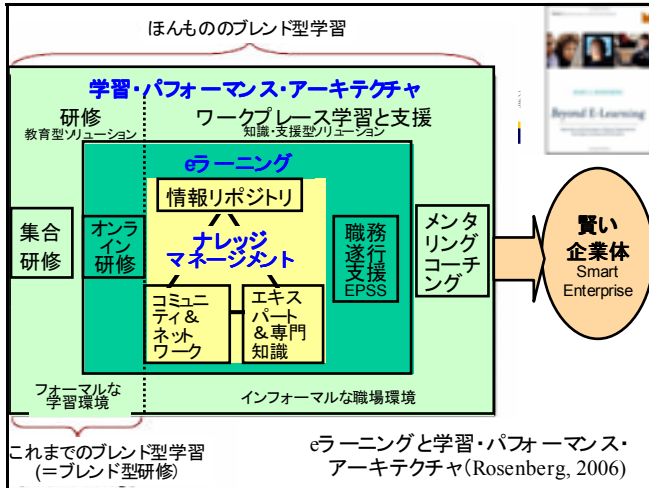 ほんもののブレンド型学習
学習・パフォーマンス・アーキテクチャ
研修
教育型ソリューション
ワークプレース学習と支援
知識・支援型ソリューション
eラーニング
情報リポジトリ
ナレッジ
マネージメント
集合
研修
オンラ
イン
研修
コミュニ
ティ&
ネット
ワーク
エキス
パート
&専門
知識
職務
遂行
支援
EPSS
メンタ
リング
コーチ
ング
賢い
企業体
Smart
Enterprise
フォーマルな
学習環境
インフォーマルな職場環境
これまでのブレンド型学習
(=ブレンド型研修)
eラーニングと学習・パフォーマンス・
アーキテクチャ(Rosenberg, 2006)
Beyond E-Learning